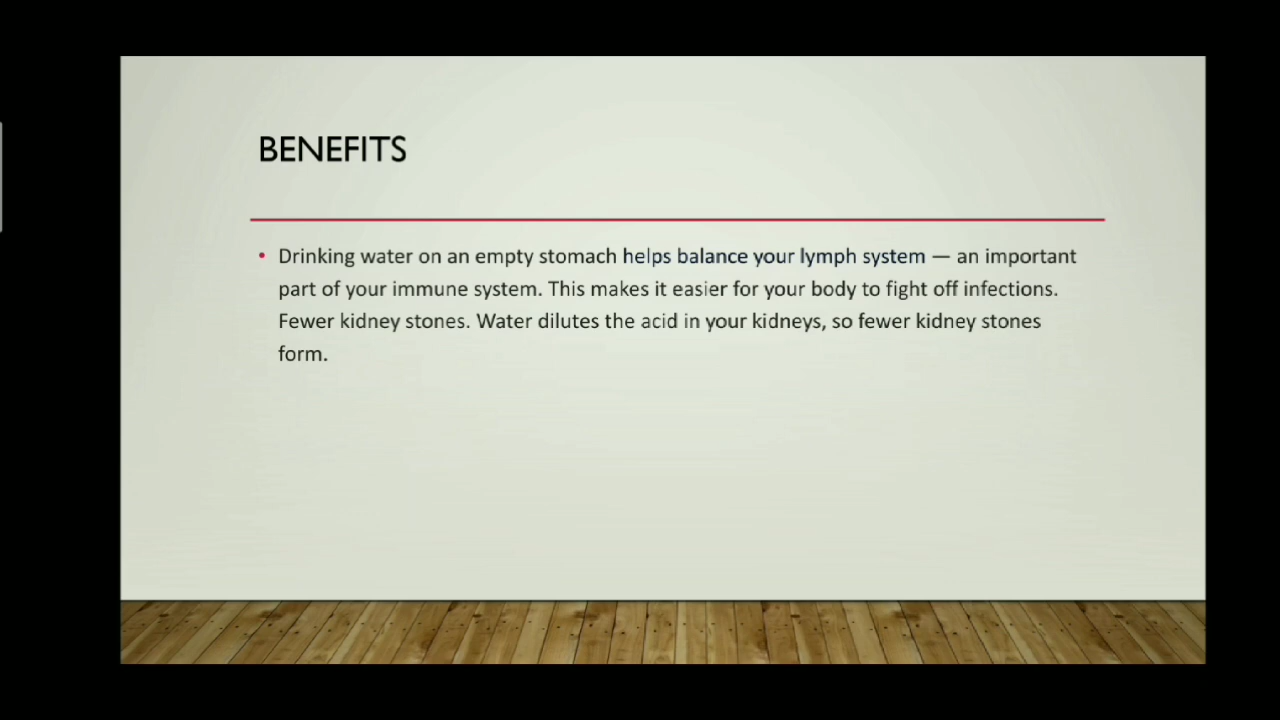 BENEFITS
• Drinking water on an empty stomach helps balance your lymph system — an important
part of your immune system. This makes it easier for your body to fight off infections.
Fewer kidney stones. Water dilutes the acid in your kidneys, so fewer kidney stones
form.